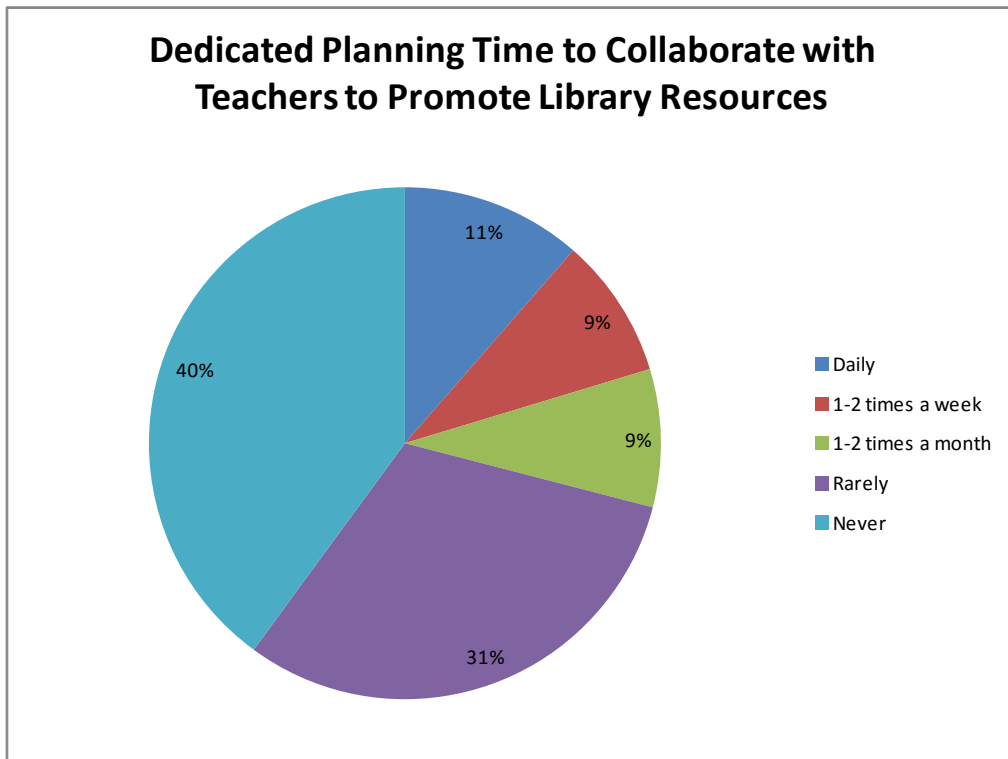 Dedicated Planning Time to Collaborate with
Teachers to Promote Library Resources
11%
9%
9%
31%
40%
Daily
1-2 times a week
1-2 times a month
Rarely
Never